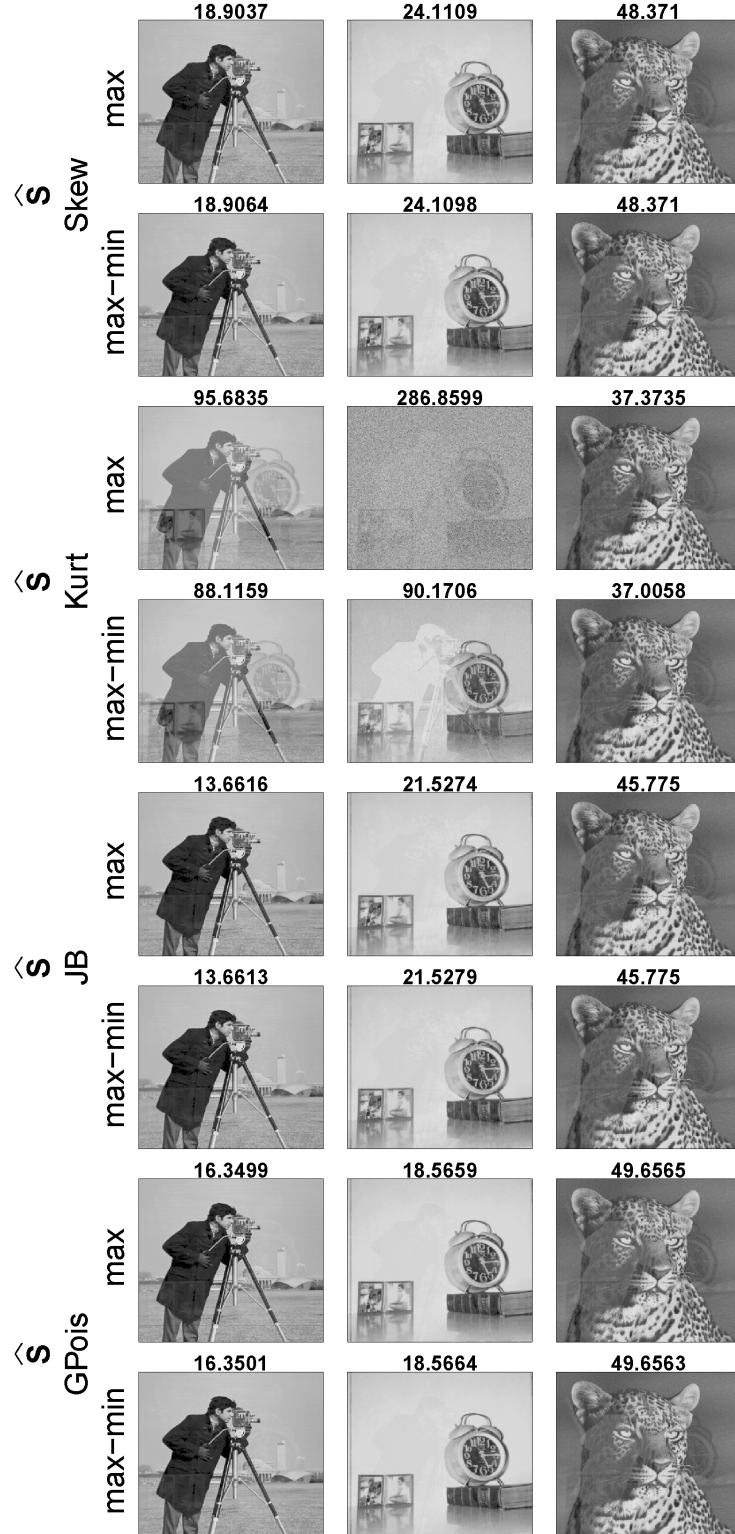 18.9037 24.1109 48.371
max
ŝ
Skew
18.9064 24.1098 48.371
max−min
95.6835 286.8599 37.3735
max
ŝ
Kurt
88.1159 90.1706 37.0058
max−min
13.6616 21.5274 45.775
max
ŝ
JB
13.6613 21.5279 45.775
max−min
16.3499 18.5659 49.6565
max
ŝ
GPois
16.3501 18.5664 49.6563
max−min